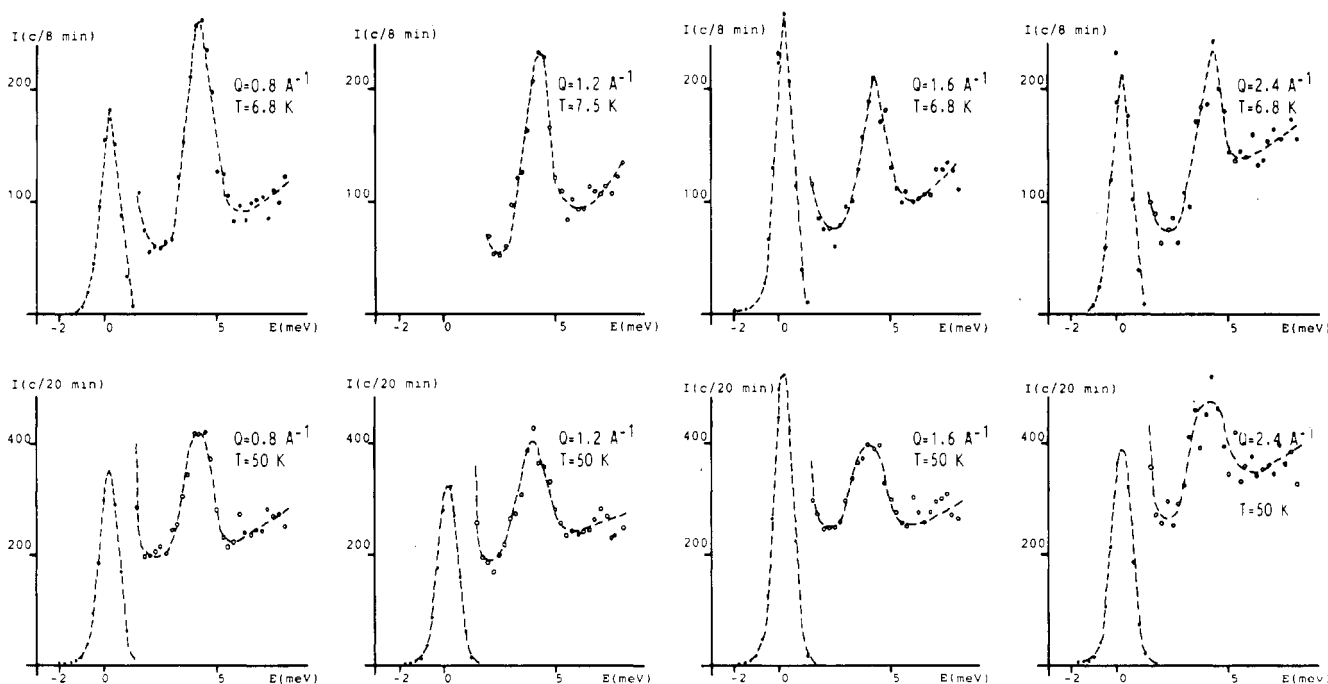 I(c/8 min)
200
100
Q=0.8 A⁻¹
T=6.8 K
-2 0 5 E(meV)
I(c/8 min)
200
100
Q=1.2 A⁻¹
T=7.5 K
-2 0 5 E(meV)
I(c/8 min)
200
100
Q=1.6 A⁻¹
T=6.8 K
-2 0 5 E(meV)
I(c/8 min)
200
100
Q=2.4 A⁻¹
T=6.8 K
-2 0 5 E(meV)
I(c/20 min)
400
200
Q=0.8 A⁻¹
T=50 K
-2 0 5 E(meV)
I(c/20 min)
400
200
Q=1.2 A⁻¹
T=50 K
-2 0 5 E(meV)
I(c/20 min)
400
200
Q=1.6 A⁻¹
T=50 K
-2 0 5 E(meV)
I(c/20 min)
400
200
Q=2.4 A⁻¹
T=50 K
-2 0 5 E(meV)